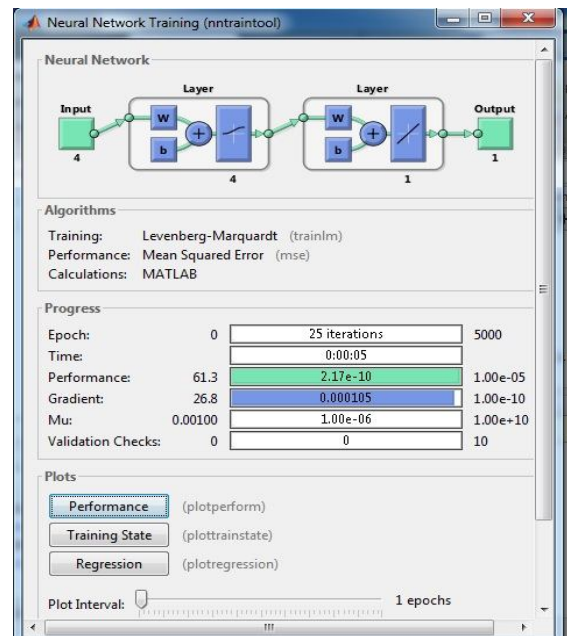 Neural Network Training (nntraintool)
Neural Network
Layer Layer
Input Output
W W
b b
4 4 1 1
Algorithms
Training: Levenberg-Marquardt (trainlm)
Performance: Mean Squared Error (mse)
Calculations: MATLAB
Progress
Epoch: 0 25 iterations 5000
Time: 0:00:05
Performance: 61.3 2.17e-10 1.00e-05
Gradient: 26.8 0.000105 1.00e-10
Mu: 0.00100 1.00e-06 1.00e+10
Validation Checks: 0 0 10
Plots
Performance (plotperform)
Training State (plottrainstate)
Regression (plotregression)
Plot Interval: 1 epochs